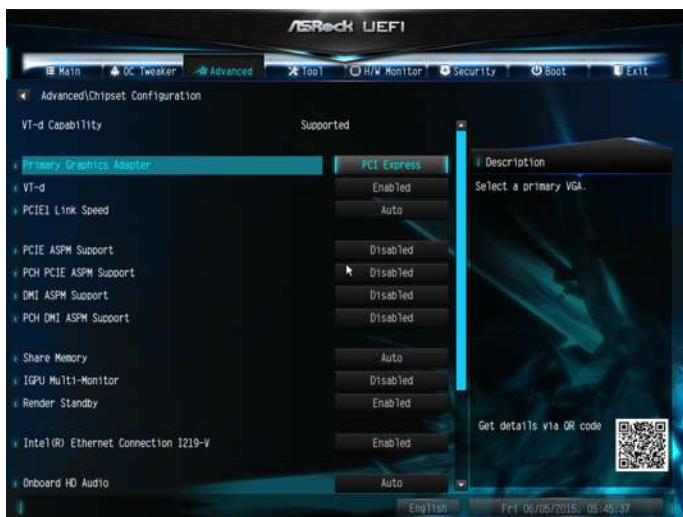 ASRock UEFI
Main OC Tweaker Advanced Tool H/W Monitor Security Boot Exit
Advanced\Chipset Configuration
VT-d Capability Supported
Primary Graphics Adapter PCI Express
VT-d Enabled
PCIE1 Link Speed Auto
PCIE ASPM Support Disabled
PCH PCIE ASPM Support Disabled
DMI ASPM Support Disabled
PCH DMI ASPM Support Disabled
Share Memory Auto
IGPU Multi-Monitor Disabled
Render Standby Enabled
Intel(R) Ethernet Connection I219-V Enabled
Onboard HD Audio Auto
Description
Select a primary VGA.
Get details via QR code
English Fri 06/05/2015, 05:45:37